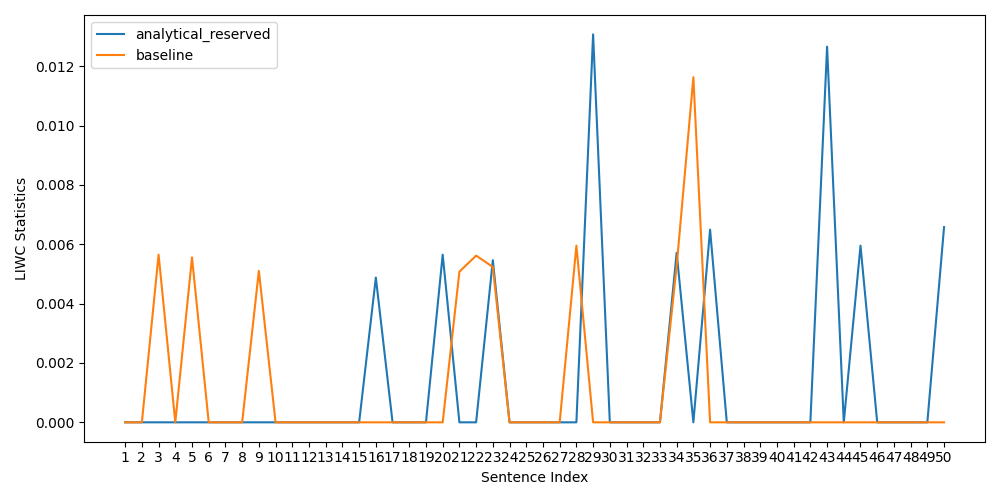 analytical_reserved
baseline
0.012
0.010
0.008
0.006
0.004
0.002
0.000
LIWC Statistics
1 2 3 4 5 6 7 8 9 10 11 12 13 14 15 16 17 18 19 20 21 22 23 24 25 26 27 28 29 30 31 32 33 34 35 36 37 38 39 40 41 42 43 44 45 46 47 48 49 50
Sentence Index